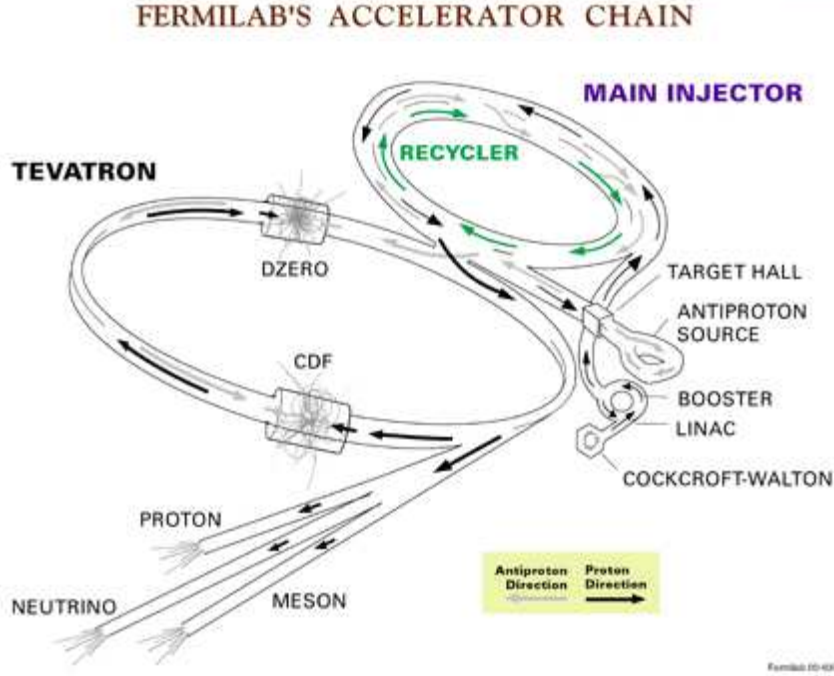 FERMILAB'S ACCELERATOR CHAIN
MAIN INJECTOR
RECYCLER
TEVATRON
DZERO
TARGET HALL
ANTIPROTON
SOURCE
CDF
BOOSTER
LINAC
COCKCROFT-WALTON
PROTON
NEUTRINO
MESON
Antiproton
Direction
Proton
Direction
Fermilab